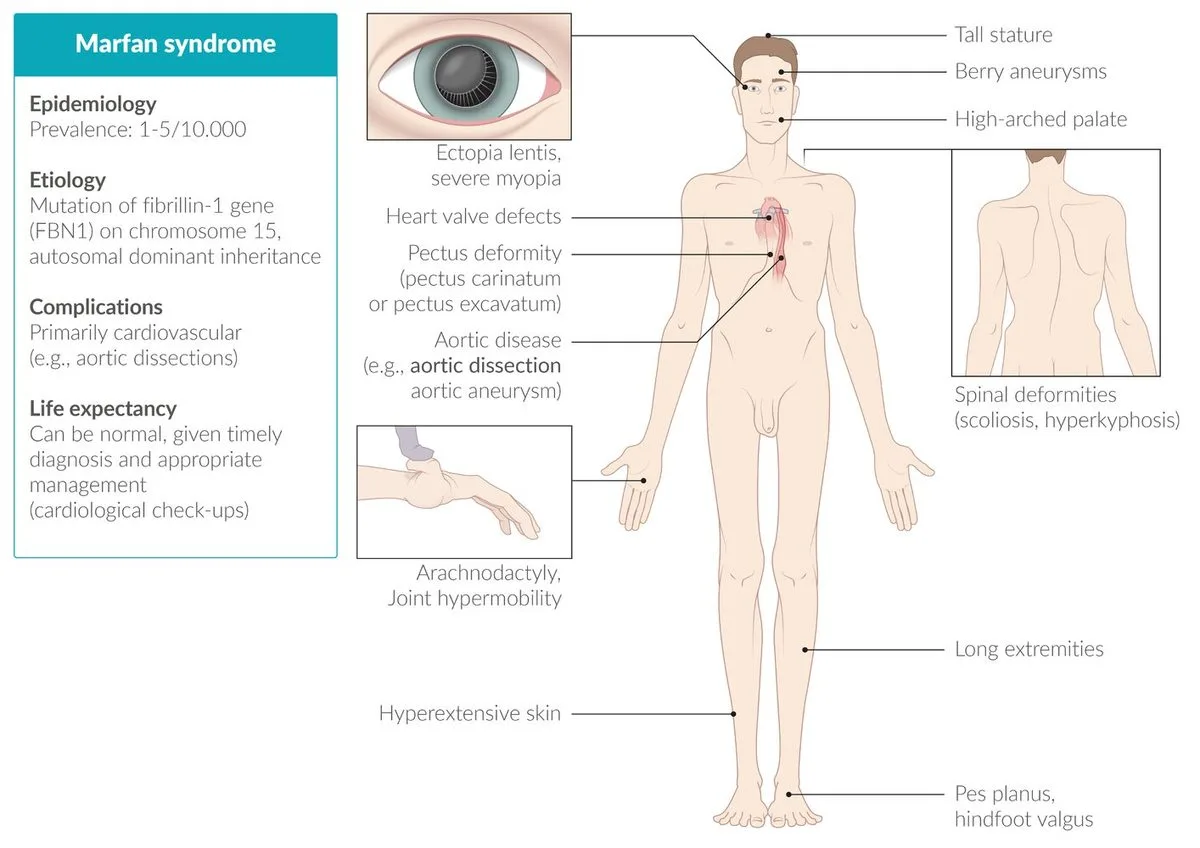 Marfan syndrome
Epidemiology
Prevalence: 1-5/10.000
Etiology
Mutation of fibrillin-1 gene
(FBN1) on chromosome 15,
autosomal dominant inheritance
Complications
Primarily cardiovascular
(e.g., aortic dissections)
Life expectancy
Can be normal, given timely
diagnosis and appropriate
management
(cardiological check-ups)
Ectopia lentis,
severe myopia
Heart valve defects
Pectus deformity
(pectus carinatum
or pectus excavatum)
Aortic disease
(e.g., aortic dissection
aortic aneurysm)
Arachnodactyly,
Joint hypermobility
Hyperextensive skin
Tall stature
Berry aneurysms
High-arched palate
Spinal deformities
(scoliosis, hyperkyphosis)
Long extremities
Pes planus,
hindfoot valgus